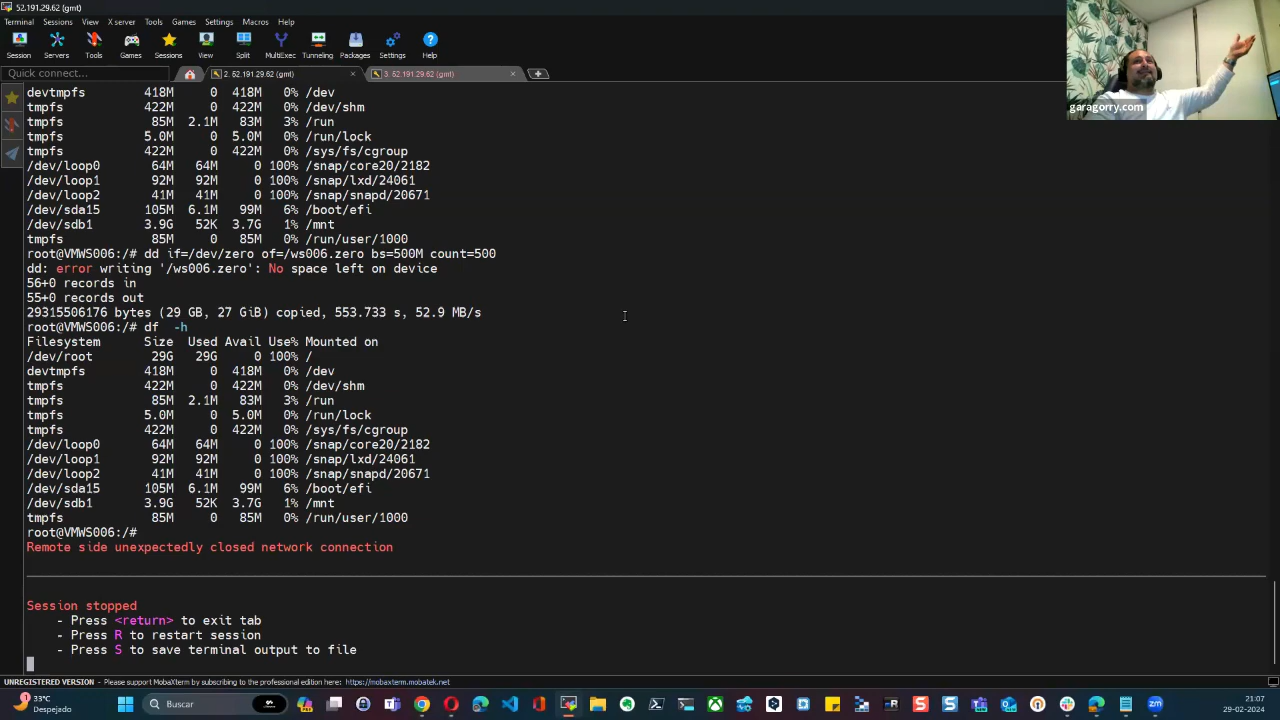 52.191.29.62 (gmt)
Terminal Sessions View X server Tools Games Settings Macros Help
Session Servers Tools Games Sessions View Split MultiExec Tunneling Packages Settings Help
Quick connect...
2. 52.191.29.62 (gmt)
3. 52.191.29.62 (gmt)
garagorry.com
devtmpfs 418M 0 418M 0% /dev
tmpfs 422M 0 422M 0% /dev/shm
tmpfs 85M 2.1M 83M 3% /run
tmpfs 5.0M 0 5.0M 0% /run/lock
tmpfs 422M 0 422M 0% /sys/fs/cgroup
/dev/loop0 64M 64M 0 100% /snap/core20/2182
/dev/loop1 92M 92M 0 100% /snap/lxd/24061
/dev/loop2 41M 41M 0 100% /snap/snapd/20671
/dev/sda15 105M 6.1M 99M 6% /boot/efi
/dev/sdb1 3.9G 52K 3.7G 1% /mnt
tmpfs 85M 0 85M 0% /run/user/1000
root@VMWS006:/# dd if=/dev/zero of=/ws006.zero bs=500M count=500
dd: error writing '/ws006.zero': No space left on device
56+0 records in
55+0 records out
29315506176 bytes (29 GB, 27 GiB) copied, 553.733 s, 52.9 MB/s
root@VMWS006:/# df -h
Filesystem Size Used Avail Use% Mounted on
/dev/root 29G 29G 0 100% /
devtmpfs 418M 0 418M 0% /dev
tmpfs 422M 0 422M 0% /dev/shm
tmpfs 85M 2.1M 83M 3% /run
tmpfs 5.0M 0 5.0M 0% /run/lock
tmpfs 422M 0 422M 0% /sys/fs/cgroup
/dev/loop0 64M 64M 0 100% /snap/core20/2182
/dev/loop1 92M 92M 0 100% /snap/lxd/24061
/dev/loop2 41M 41M 0 100% /snap/snapd/20671
/dev/sda15 105M 6.1M 99M 6% /boot/efi
/dev/sdb1 3.9G 52K 3.7G 1% /mnt
tmpfs 85M 0 85M 0% /run/user/1000
root@VMWS006:/#
Remote side unexpectedly closed network connection
Session stopped
- Press <return> to exit tab
- Press R to restart session
- Press S to save terminal output to file
UNREGISTERED VERSION - Please support MobaXterm by subscribing to the professional edition here: https://mobaxterm.mobatek.net
33°C
Despejado
Buscar
21:07
29-02-2024